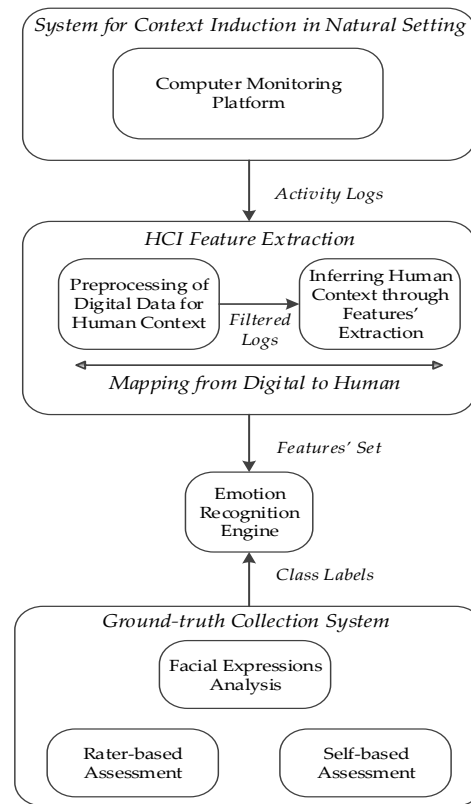 System for Context Induction in Natural Setting
Computer Monitoring
Platform
Activity Logs
HCI Feature Extraction
Preprocessing of
Digital Data for
Human Context
Filtered
Logs
Inferring Human
Context through
Features'
Extraction
Mapping from Digital to Human
Features' Set
Emotion
Recognition
Engine
Class Labels
Ground-truth Collection System
Facial Expressions
Analysis
Rater-based
Assessment
Self-based
Assessment